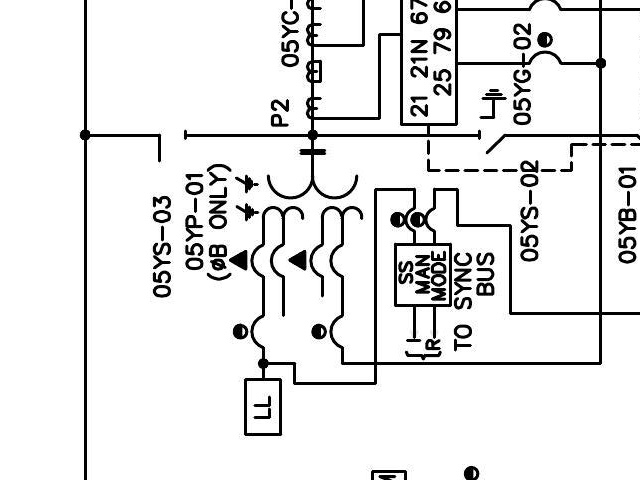 05YC-
67
21N 79
21 25
05YG-02
P2
05YS-03
05YP-01
(ØB ONLY)
05YS-02
05YB-01
SS
MAN
MODE
TO SYNC
BUS
I
R
LL